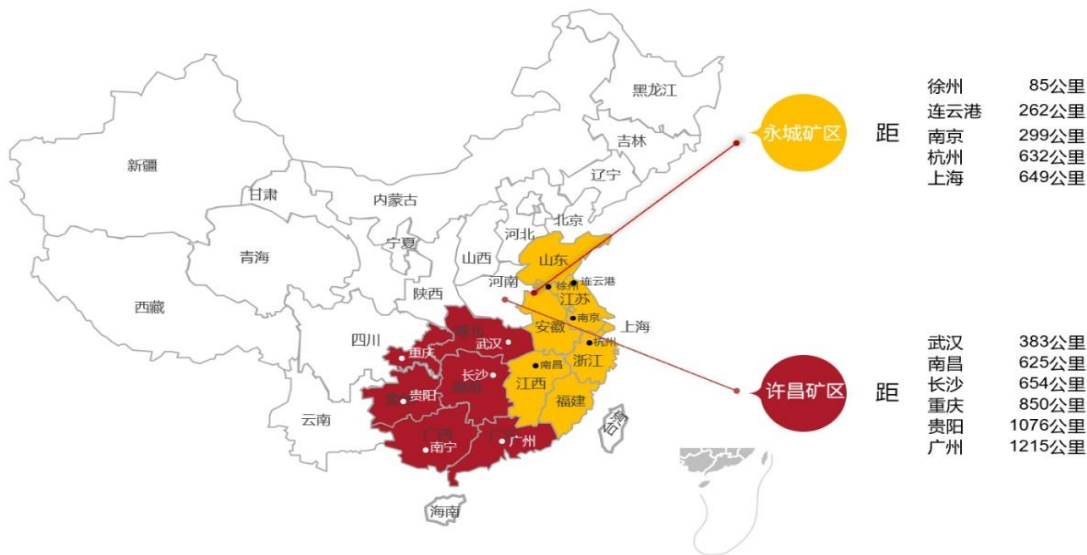 黑龙江
吉林
辽宁
新疆
甘肃
内蒙古
北京
河北
宁夏
山西
山东
青海
河南
连云港
徐州
陕西
江苏
西藏
南京
安徽
上海
四川
武汉
杭州
重庆
浙江
南昌
长沙
江西
贵阳
福建
云南
台湾
南宁
广州
海南
永城矿区
距
徐州 85公里
连云港 262公里
南京 299公里
杭州 632公里
上海 649公里
许昌矿区
距
武汉 383公里
南昌 625公里
长沙 654公里
重庆 850公里
贵阳 1076公里
广州 1215公里